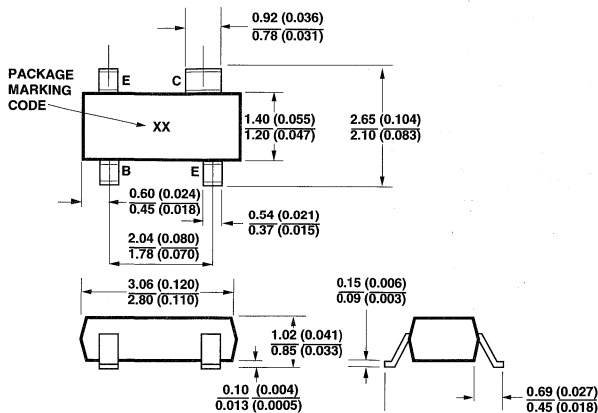 0.92 (0.036)
0.78 (0.031)
E
C
PACKAGE
MARKING
CODE
XX
1.40 (0.055)
1.20 (0.047)
2.65 (0.104)
2.10 (0.083)
B
E
0.60 (0.024)
0.45 (0.018)
0.54 (0.021)
0.37 (0.015)
2.04 (0.080)
1.78 (0.070)
3.06 (0.120)
2.80 (0.110)
0.15 (0.006)
0.09 (0.003)
1.02 (0.041)
0.85 (0.033)
0.10 (0.004)
0.013 (0.0005)
0.69 (0.027)
0.45 (0.018)